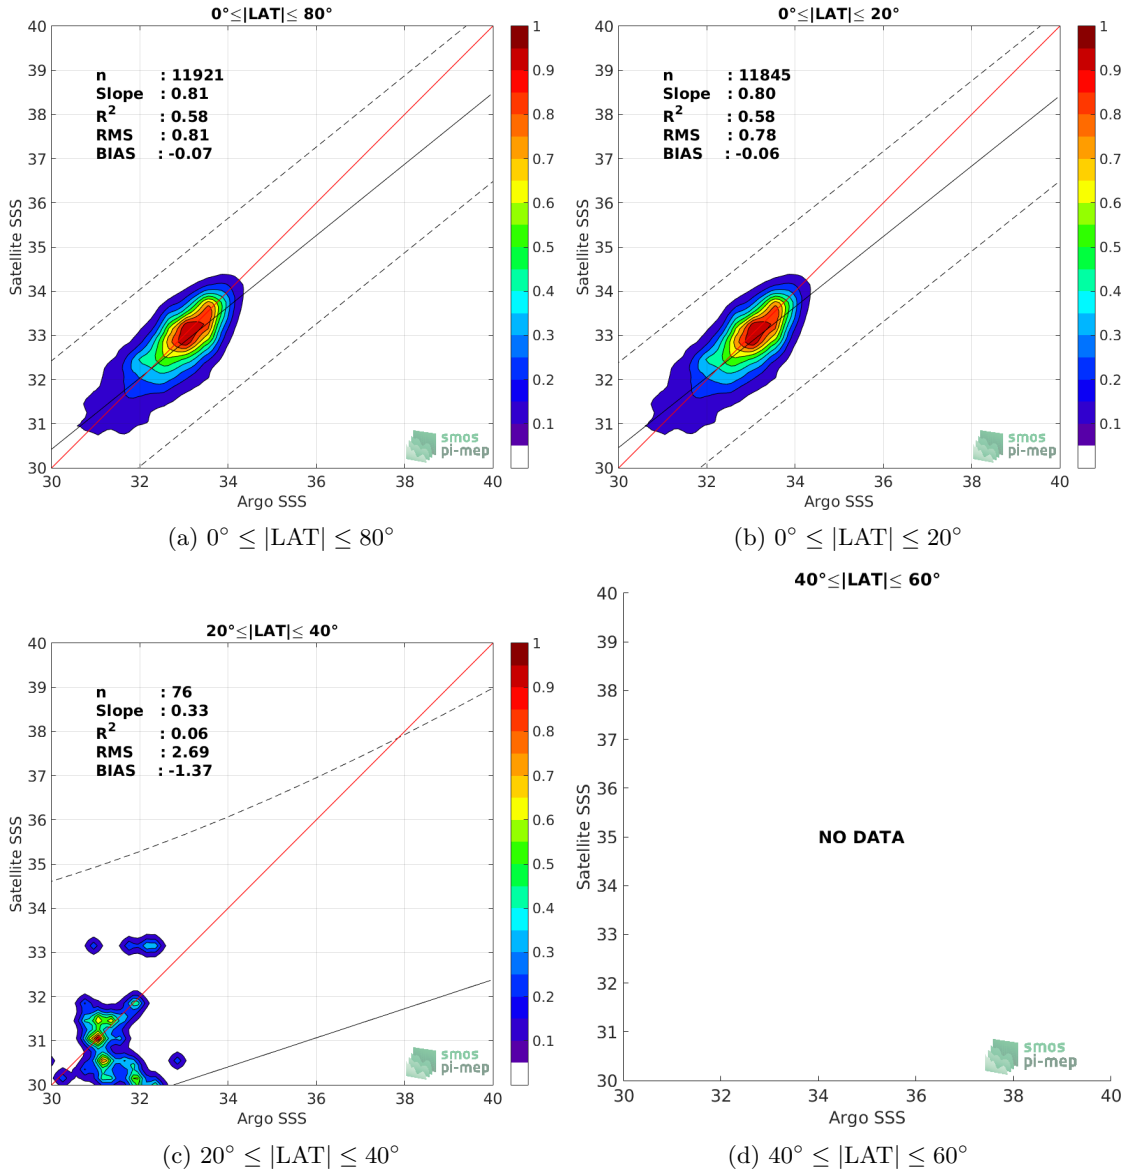 0°≤|LAT|≤ 80°
40
39
38
37
36
35
34
33
32
31
30
Satellite SSS
n : 11921
Slope : 0.81
R² : 0.58
RMS : 0.81
BIAS : -0.07
smos
pi-mep
30 32 34 36 38 40
Argo SSS
1
0.9
0.8
0.7
0.6
0.5
0.4
0.3
0.2
0.1
(a) 0° ≤ |LAT| ≤ 80°
0°≤|LAT|≤ 20°
40
39
38
37
36
35
34
33
32
31
30
Satellite SSS
n : 11845
Slope : 0.80
R² : 0.58
RMS : 0.78
BIAS : -0.06
smos
pi-mep
30 32 34 36 38 40
Argo SSS
1
0.9
0.8
0.7
0.6
0.5
0.4
0.3
0.2
0.1
(b) 0° ≤ |LAT| ≤ 20°
20°≤|LAT|≤ 40°
40
39
38
37
36
35
34
33
32
31
30
Satellite SSS
n : 76
Slope : 0.33
R² : 0.06
RMS : 2.69
BIAS : -1.37
smos
pi-mep
30 32 34 36 38 40
Argo SSS
1
0.9
0.8
0.7
0.6
0.5
0.4
0.3
0.2
0.1
(c) 20° ≤ |LAT| ≤ 40°
40°≤|LAT|≤ 60°
40
39
38
37
36
35
34
33
32
31
30
Satellite SSS
NO DATA
smos
pi-mep
30 32 34 36 38 40
Argo SSS
(d) 40° ≤ |LAT| ≤ 60°